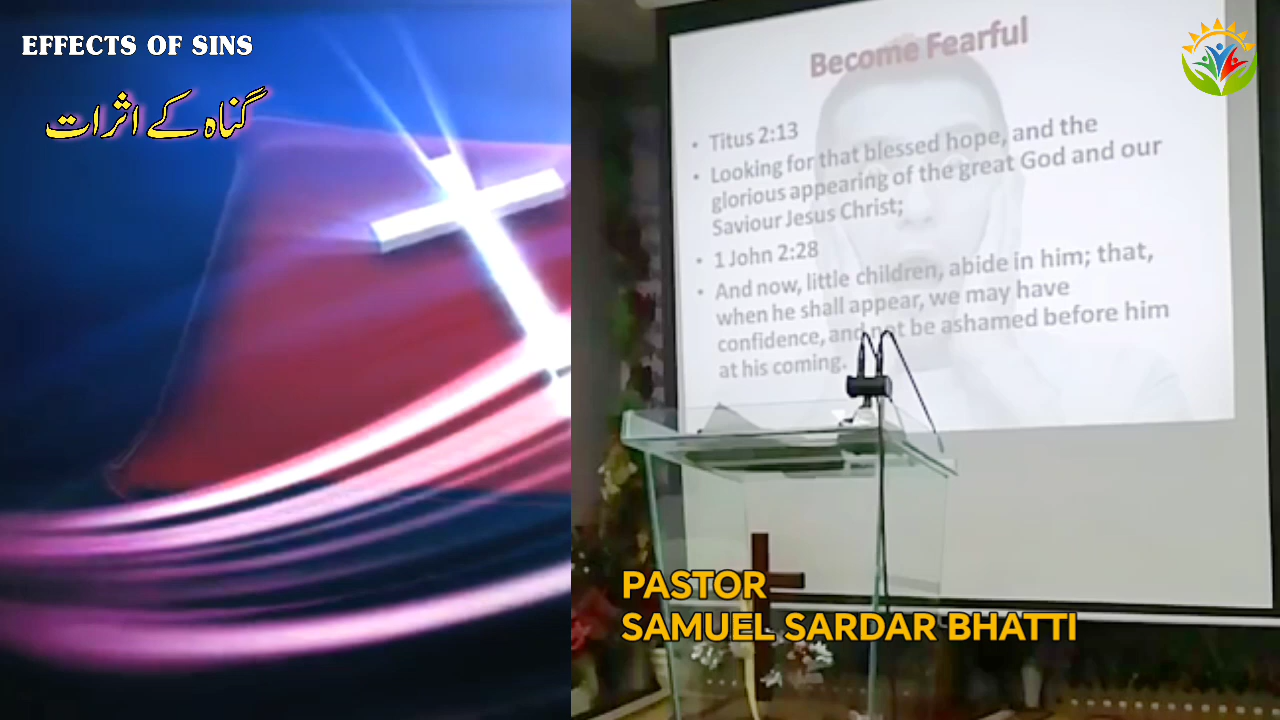 EFFECTS OF SINS
گناہ کے اثرات
Become Fearful
• Titus 2:13
• Looking for that blessed hope, and the
glorious appearing of the great God and our
Saviour Jesus Christ;
• 1 John 2:28
• And now, little children, abide in him; that,
when he shall appear, we may have
confidence, and not be ashamed before him
at his coming.
PASTOR
SAMUEL SARDAR BHATTI